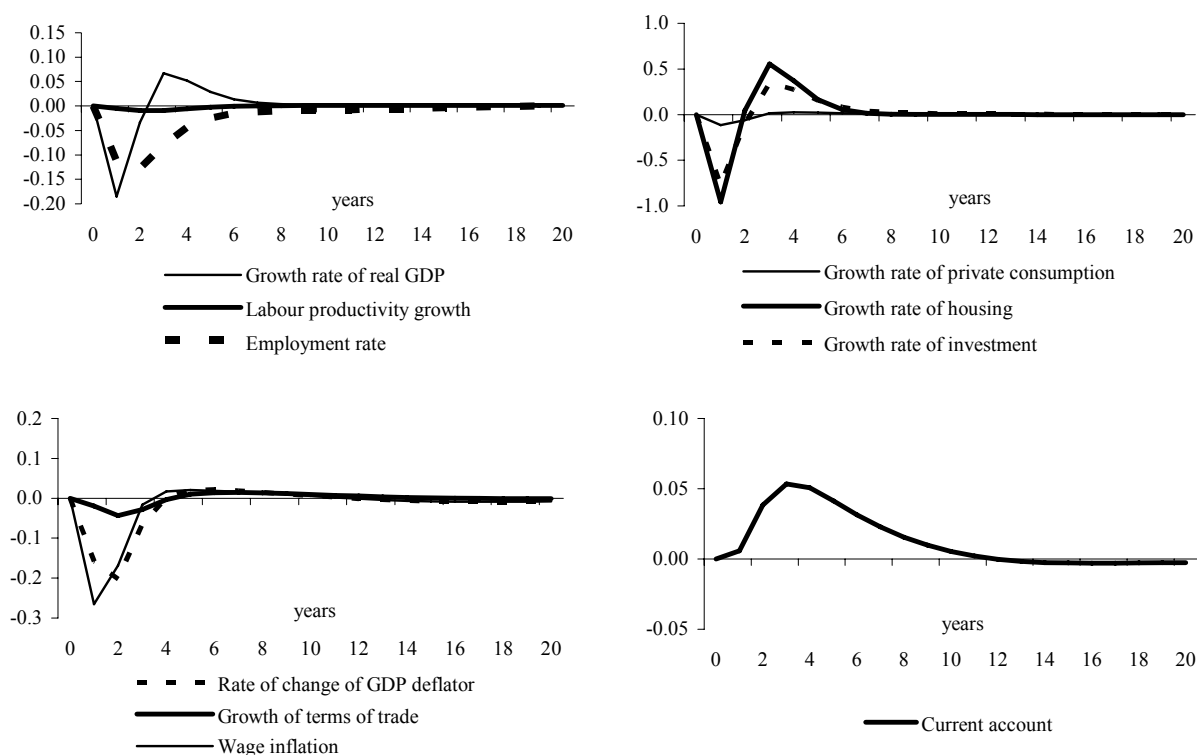 0.15
0.10
0.05
0.00
-0.05
-0.10
-0.15
-0.20
years
0 2 4 6 8 10 12 14 16 18 20
Growth rate of real GDP
Labour productivity growth
Employment rate
1.0
0.5
0.0
-0.5
-1.0
years
0 2 4 6 8 10 12 14 16 18 20
Growth rate of private consumption
Growth rate of housing
Growth rate of investment
0.2
0.1
0.0
-0.1
-0.2
-0.3
years
0 2 4 6 8 10 12 14 16 18 20
Rate of change of GDP deflator
Growth of terms of trade
Wage inflation
0.10
0.05
0.00
-0.05
years
0 2 4 6 8 10 12 14 16 18 20
Current account